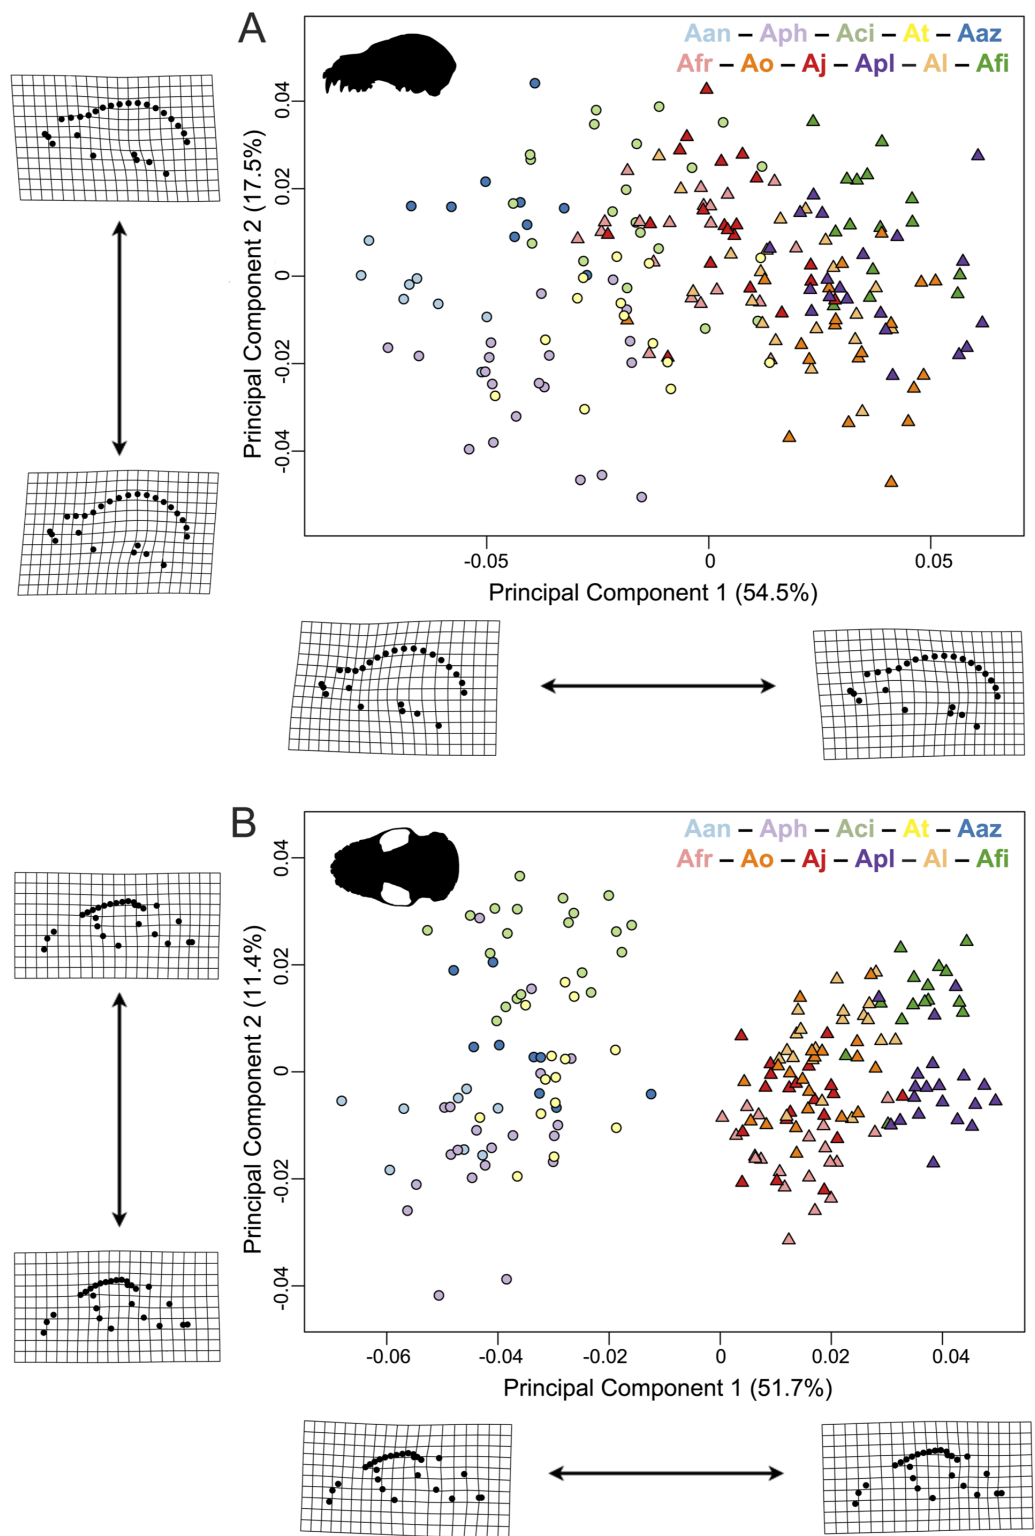 A
Aan – Aph – Aci – At – Aaz
Afr – Ao – Aj – Apl – Al – Afi
Principal Component 2 (17.5%)
0.04
0.02
0
-0.02
-0.04
-0.05
0
0.05
Principal Component 1 (54.5%)
B
Aan – Aph – Aci – At – Aaz
Afr – Ao – Aj – Apl – Al – Afi
Principal Component 2 (11.4%)
0.04
0.02
0
-0.02
-0.04
-0.06
-0.04
-0.02
0
0.02
0.04
Principal Component 1 (51.7%)